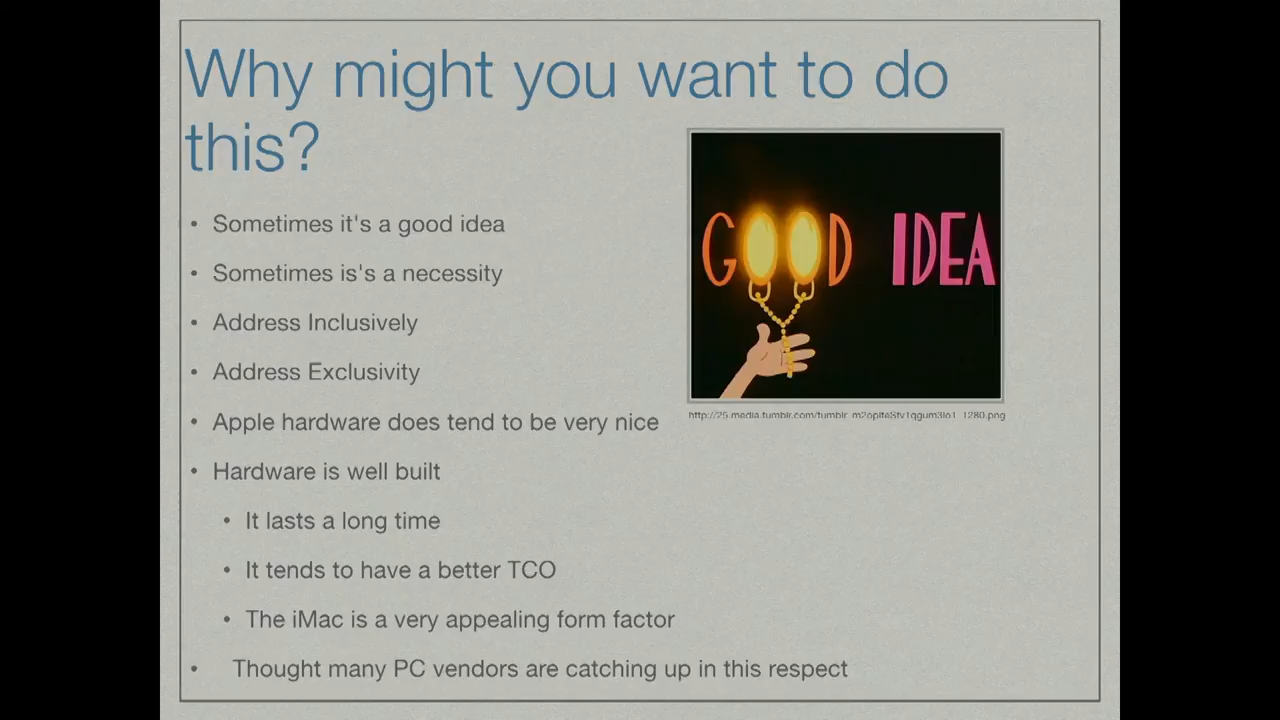 Why might you want to do
this?
GOOD IDEA
Sometimes it's a good idea
Sometimes is's a necessity
Address Inclusively
Address Exclusivity
Apple hardware does tend to be very nice
Hardware is well built
It lasts a long time
It tends to have a better TCO
The iMac is a very appealing form factor
Thought many PC vendors are catching up in this respect